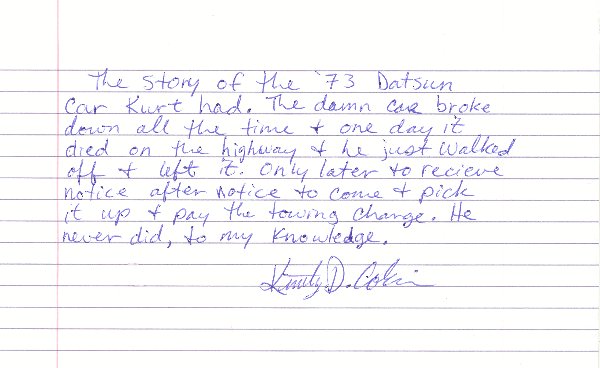 The story of the '73 Datsun
Car Kurt had. The damn car broke
down all the time + one day it
died on the highway + he just walked
off + left it. Only later to recieve
notice after notice to come + pick
it up + pay the towing charge. He
never did, to my knowledge.
D.